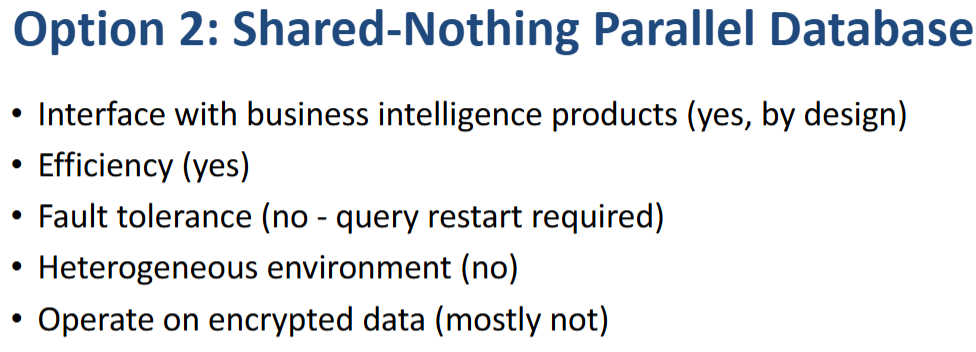 Option 2: Shared-Nothing Parallel Database
• Interface with business intelligence products (yes, by design)
• Efficiency (yes)
• Fault tolerance (no - query restart required)
• Heterogeneous environment (no)
• Operate on encrypted data (mostly not)